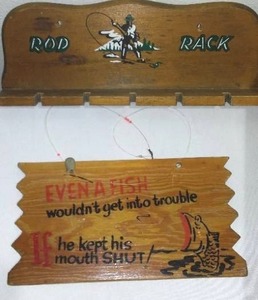 ROD RACK
EVEN A FISH
wouldn't get into trouble
IF he kept his
mouth SHUT!